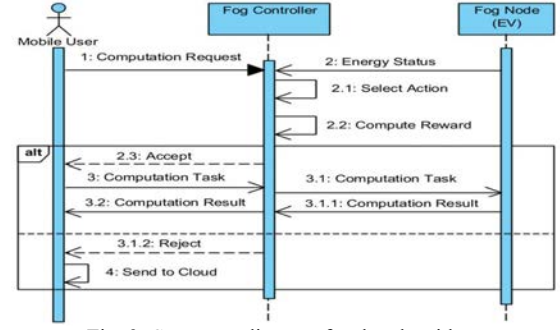 Fog Controller
Fog Node
(EV)
Mobile User
1: Computation Request
2: Energy Status
2.1: Select Action
2.2: Compute Reward
alt
2.3: Accept
3: Computation Task
3.1: Computation Task
3.2: Computation Result
3.1.1: Computation Result
3.1.2: Reject
4: Send to Cloud